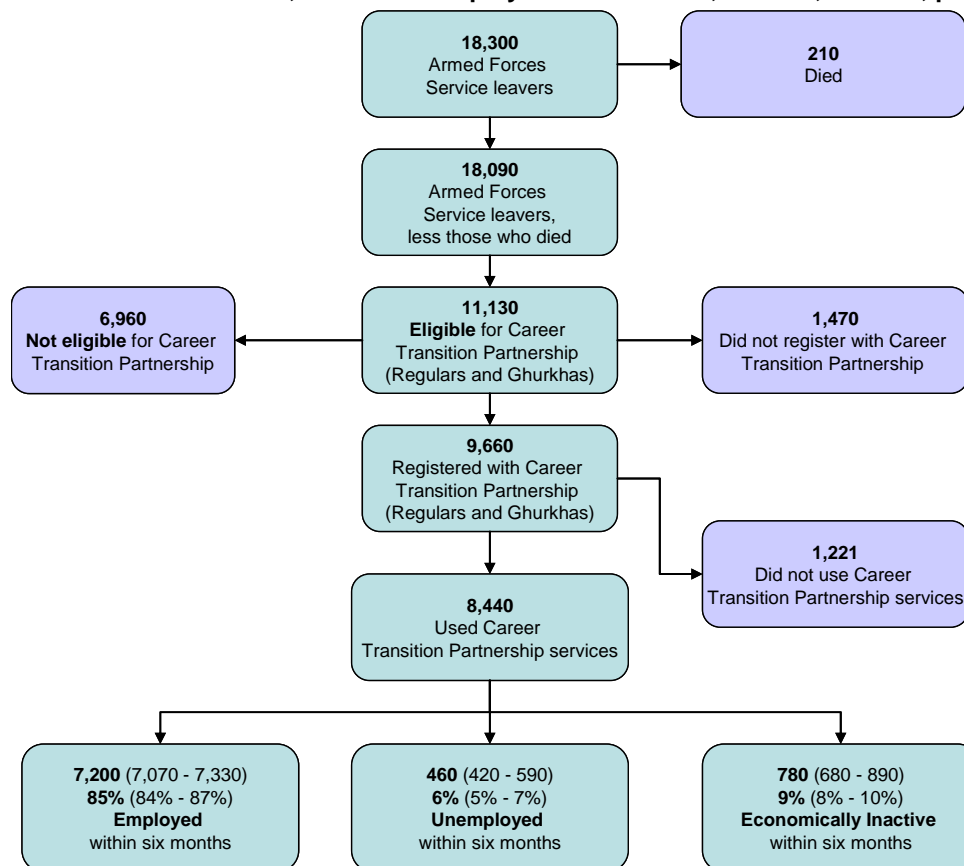 18,300
Armed Forces
Service leavers
210
Died
18,090
Armed Forces
Service leavers,
less those who died
6,960
Not eligible for Career
Transition Partnership
11,130
Eligible for Career
Transition Partnership
(Regulars and Ghurkhas)
1,470
Did not register with Career
Transition Partnership
9,660
Registered with Career
Transition Partnership
(Regulars and Ghurkhas)
1,221
Did not use Career
Transition Partnership services
8,440
Used Career
Transition Partnership services
7,200 (7,070 - 7,330)
85% (84% - 87%)
Employed
within six months
460 (420 - 590)
6% (5% - 7%)
Unemployed
within six months
780 (680 - 890)
9% (8% - 10%)
Economically Inactive
within six months